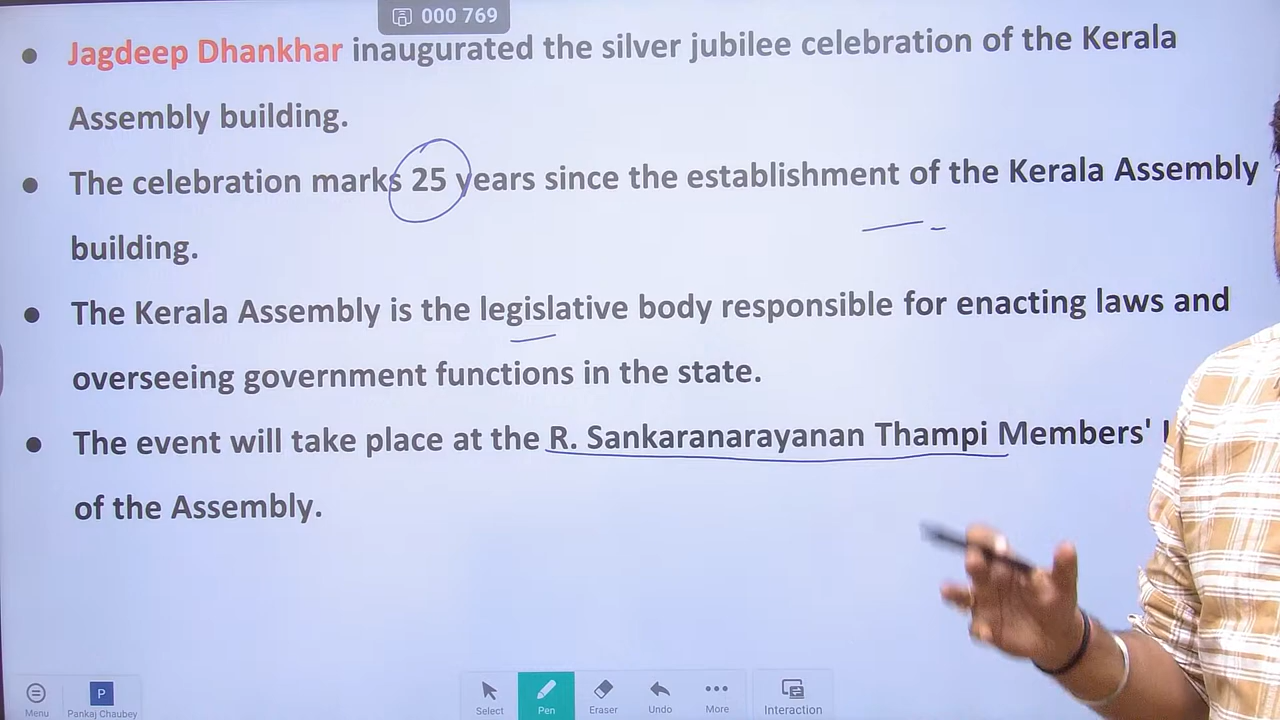 000 769
Jagdeep Dhankhar inaugurated the silver jubilee celebration of the Kerala
Assembly building.
The celebration marks 25 years since the establishment of the Kerala Assembly
building.
The Kerala Assembly is the legislative body responsible for enacting laws and
overseeing government functions in the state.
The event will take place at the R. Sankaranarayanan Thampi Members'
of the Assembly.
Menu
P
Pankaj Chaubey
Select
Pen
Eraser
Undo
More
Interaction